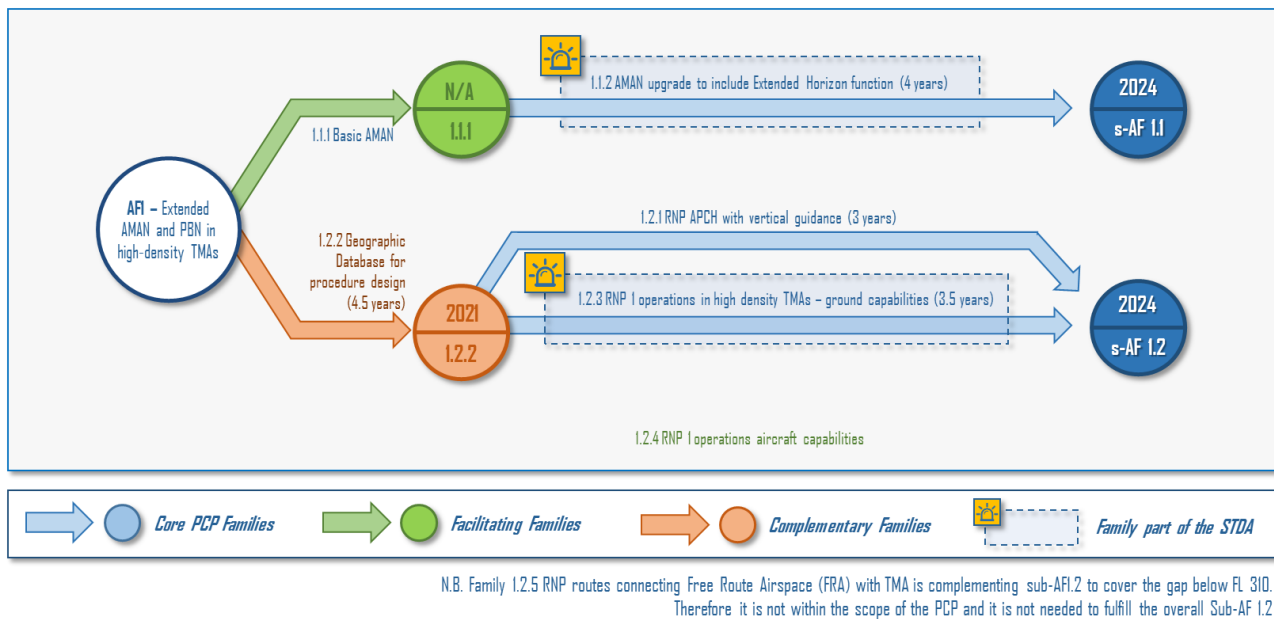 N/A
1.1.1
1.1.1 Basic AMAN
1.1.2 AMAN upgrade to include Extended Horizon function (4 years)
2024
s-AF 1.1
AF1 – Extended
AMAN and PBN in
high-density TMAs
1.2.2 Geographic
Database for
procedure design
(4.5 years)
2021
1.2.2
1.2.1 RNP APCH with vertical guidance (3 years)
1.2.3 RNP 1 operations in high density TMAs – ground capabilities (3.5 years)
2024
s-AF 1.2
1.2.4 RNP 1 operations aircraft capabilities
Core PCP Families
Facilitating Families
Complementary Families
Family part of the STDA
N.B. Family 1.2.5 RNP routes connecting Free Route Airspace (FRA) with TMA is complementing sub-AF1.2 to cover the gap below FL 310.
Therefore it is not within the scope of the PCP and it is not needed to fulfill the overall Sub-AF 1.2